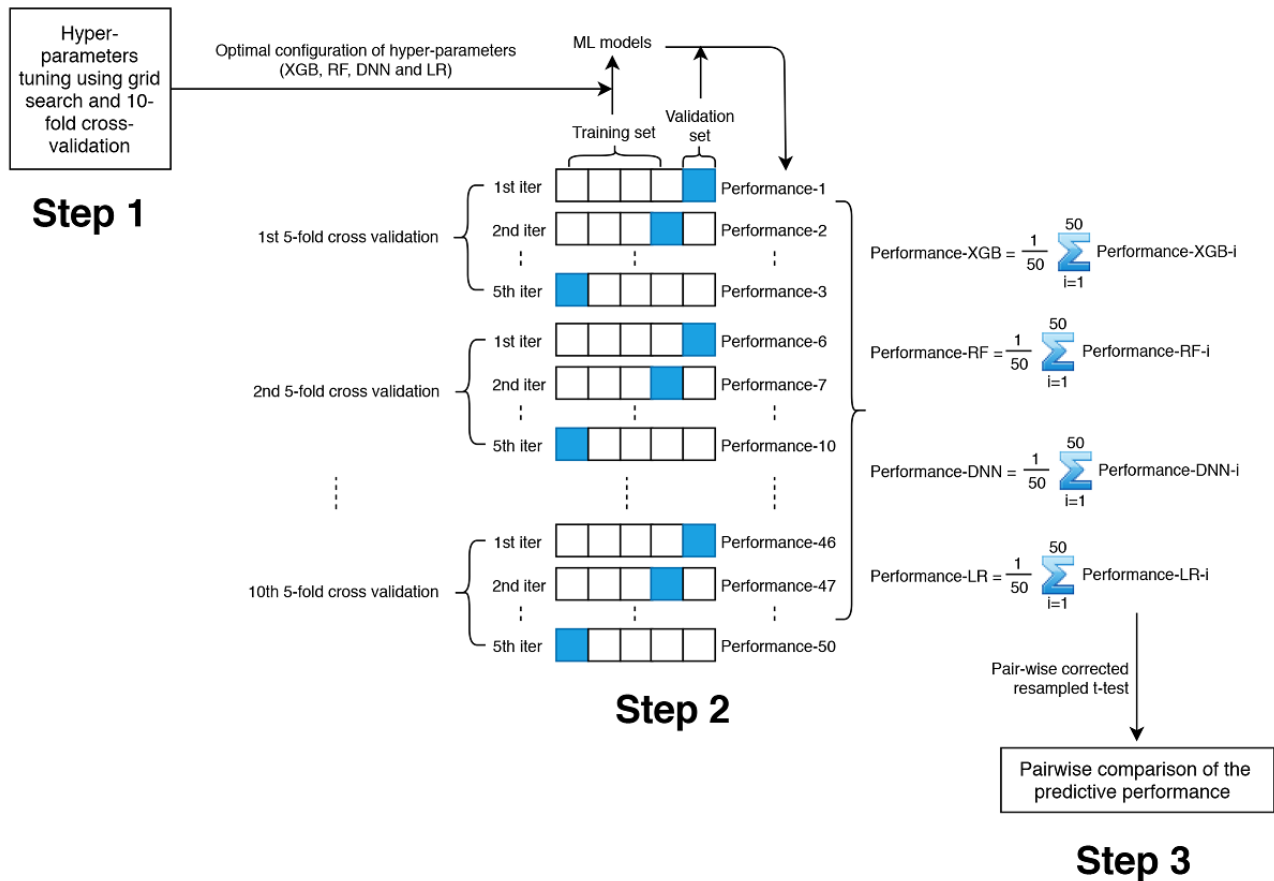 Hyper-
parameters
tuning using grid
search and 10-
fold cross-
validation
Step 1
Optimal configuration of hyper-parameters
(XGB, RF, DNN and LR)
ML models
Training set
Validation
set
1st 5-fold cross validation
1st iter
Performance-1
2nd iter
Performance-2
5th iter
Performance-3
2nd 5-fold cross validation
1st iter
Performance-6
2nd iter
Performance-7
5th iter
Performance-10
10th 5-fold cross validation
1st iter
Performance-46
2nd iter
Performance-47
5th iter
Performance-50
Step 2
Performance-XGB = 1/50 50 ∑ i=1 Performance-XGB-i
Performance-RF = 1/50 50 ∑ i=1 Performance-RF-i
Performance-DNN = 1/50 50 ∑ i=1 Performance-DNN-i
Performance-LR = 1/50 50 ∑ i=1 Performance-LR-i
Pair-wise corrected
resampled t-test
Pairwise comparison of the
predictive performance
Step 3